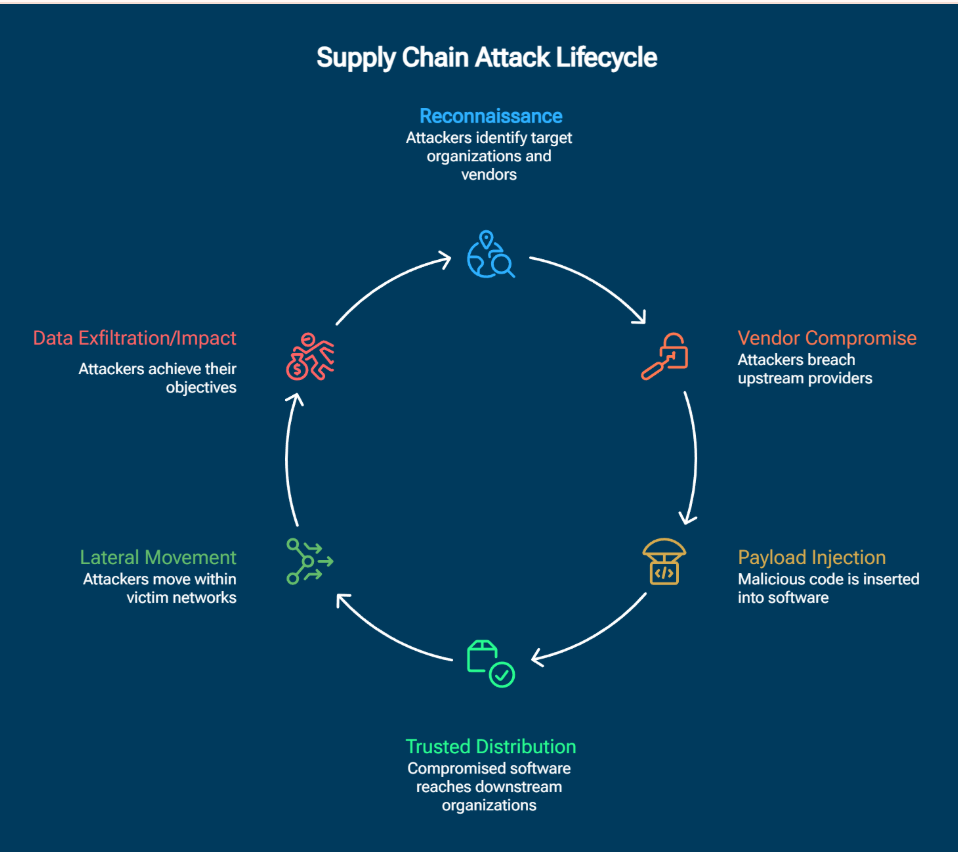 Supply Chain Attack Lifecycle
Reconnaissance
Attackers identify target
organizations and
vendors
Vendor Compromise
Attackers breach
upstream providers
Payload Injection
Malicious code is inserted
into software
</>
Trusted Distribution
Compromised software
reaches downstream
organizations
Lateral Movement
Attackers move within
victim networks
Data Exfiltration/Impact
Attackers achieve their
objectives
$